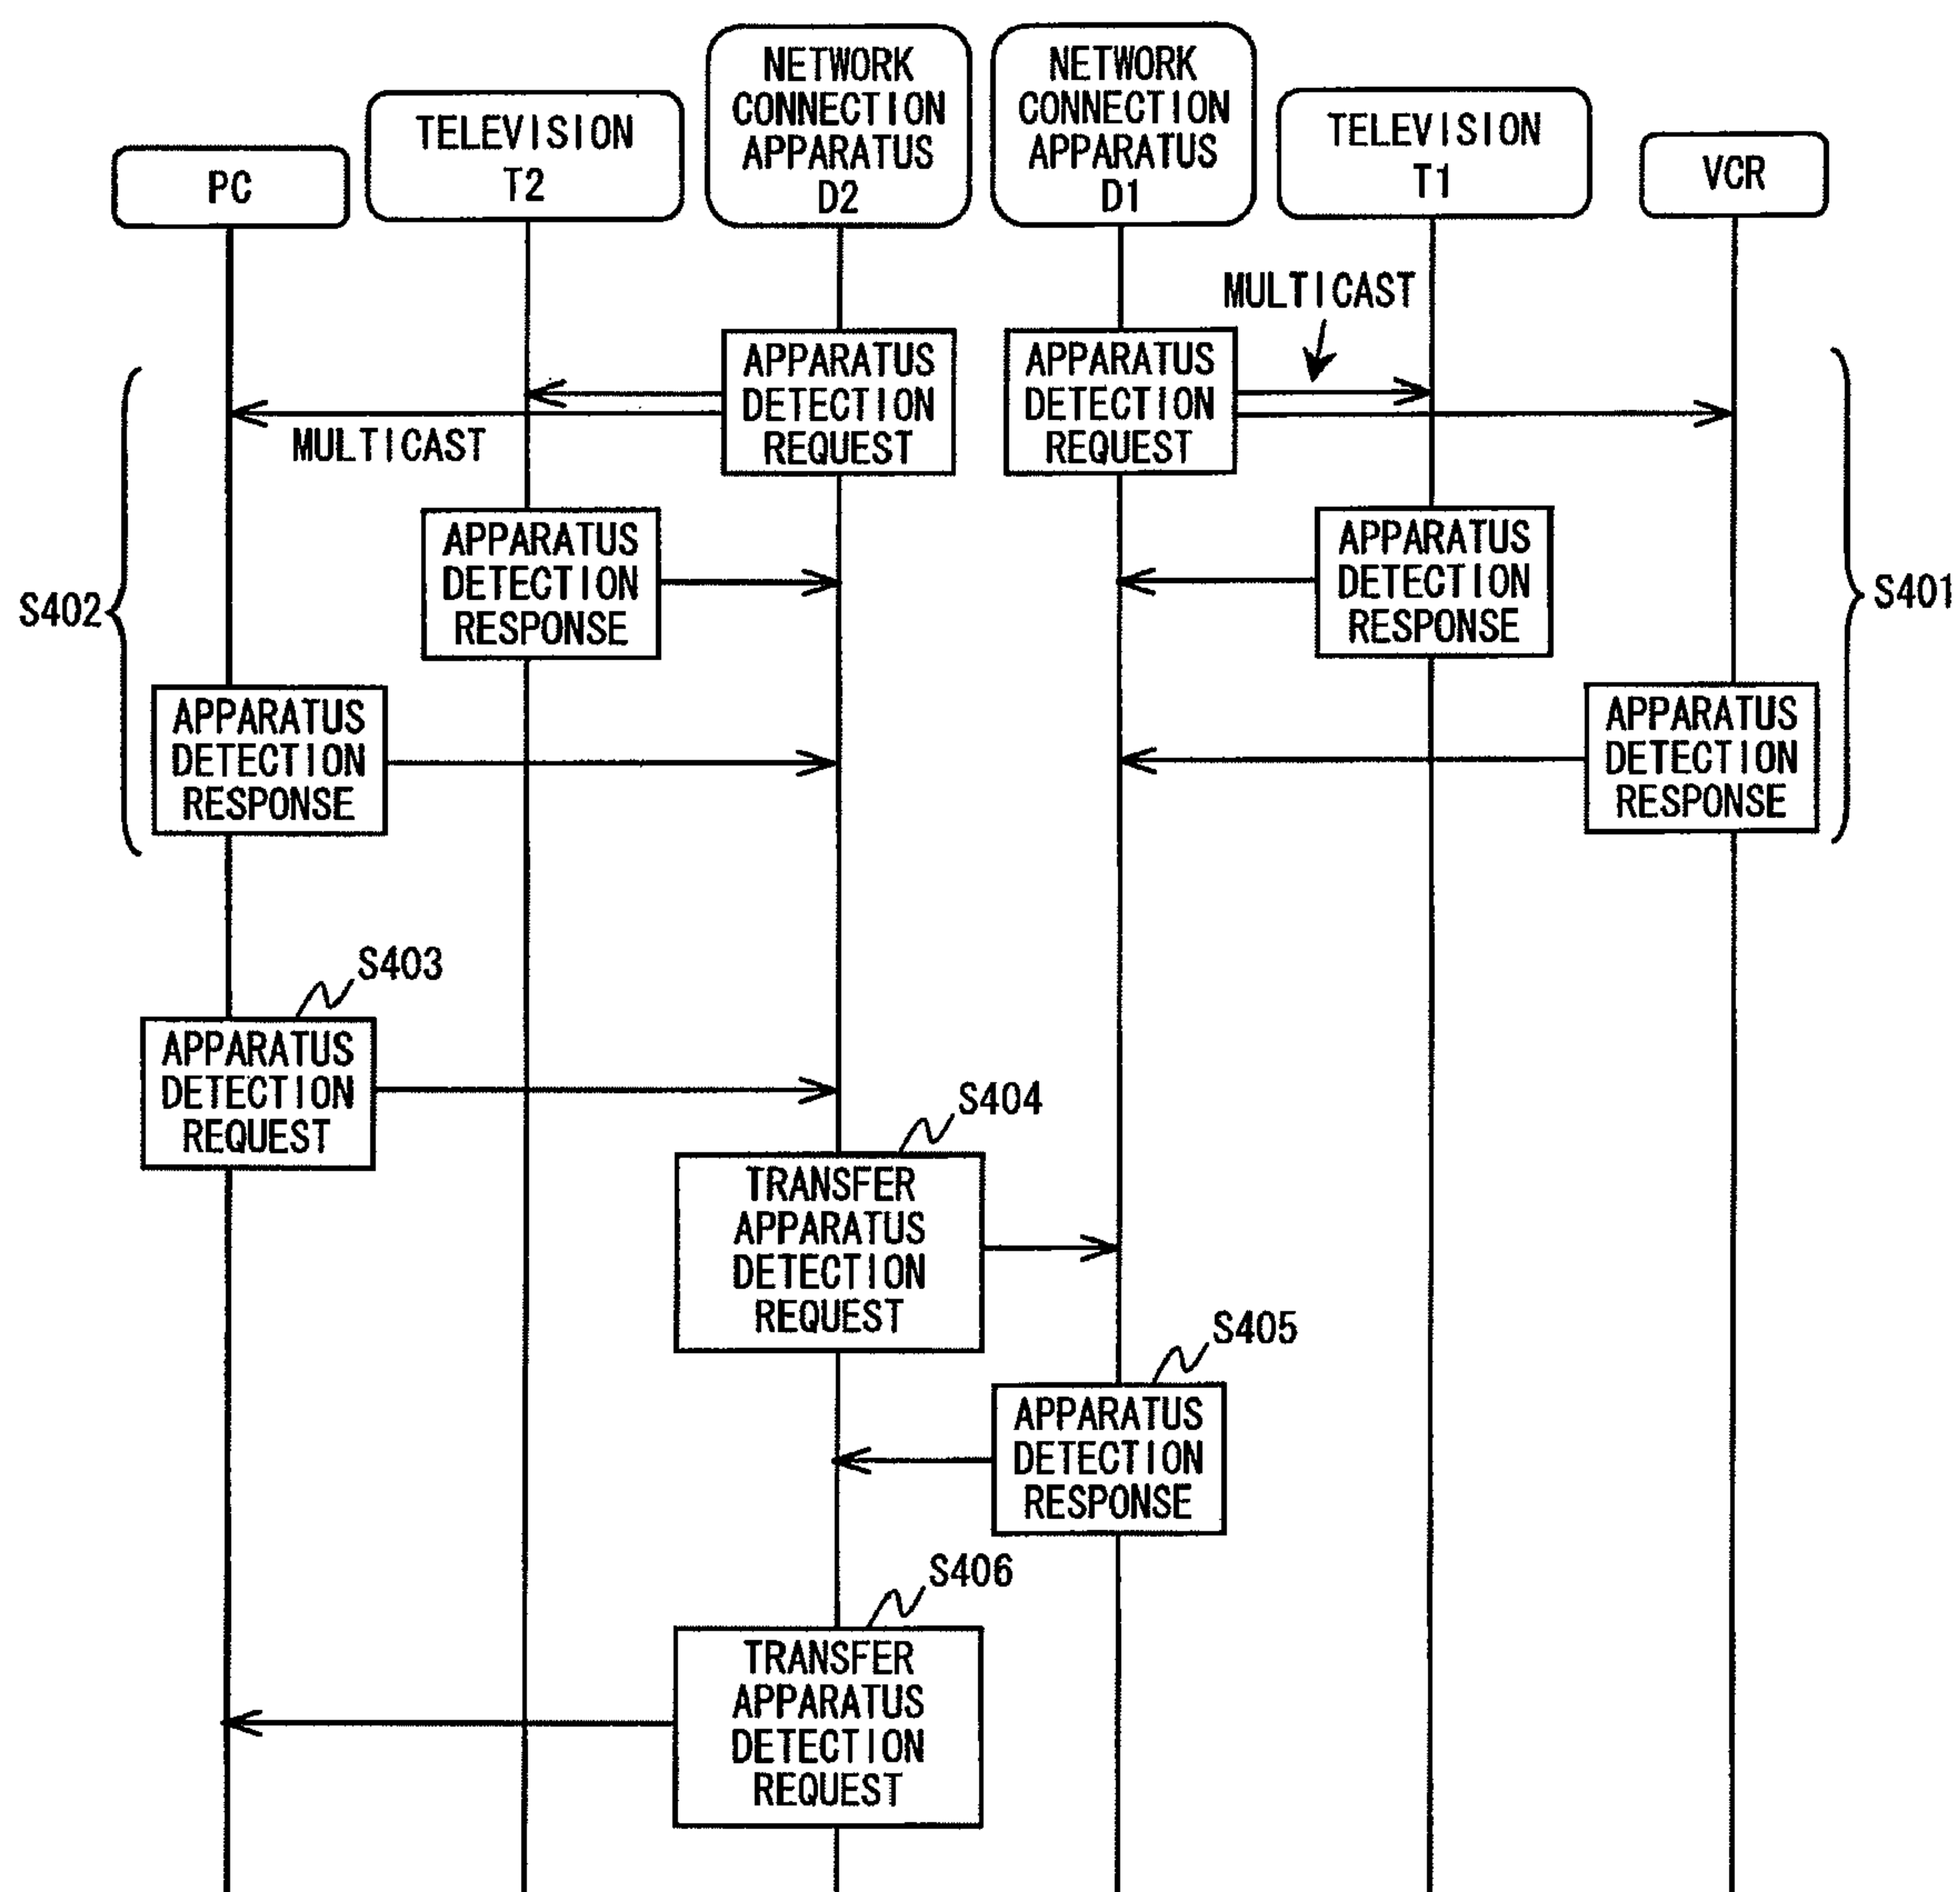 PC
TELEVISION
T2
NETWORK
CONNECTION
APPARATUS
D2
NETWORK
CONNECTION
APPARATUS
D1
TELEVISION
T1
VCR
MULTICAST
APPARATUS
DETECTION
REQUEST
APPARATUS
DETECTION
REQUEST
MULTICAST
APPARATUS
DETECTION
RESPONSE
APPARATUS
DETECTION
RESPONSE
S402
S401
APPARATUS
DETECTION
RESPONSE
APPARATUS
DETECTION
RESPONSE
S403
APPARATUS
DETECTION
REQUEST
S404
TRANSFER
APPARATUS
DETECTION
REQUEST
S405
APPARATUS
DETECTION
RESPONSE
S406
TRANSFER
APPARATUS
DETECTION
REQUEST